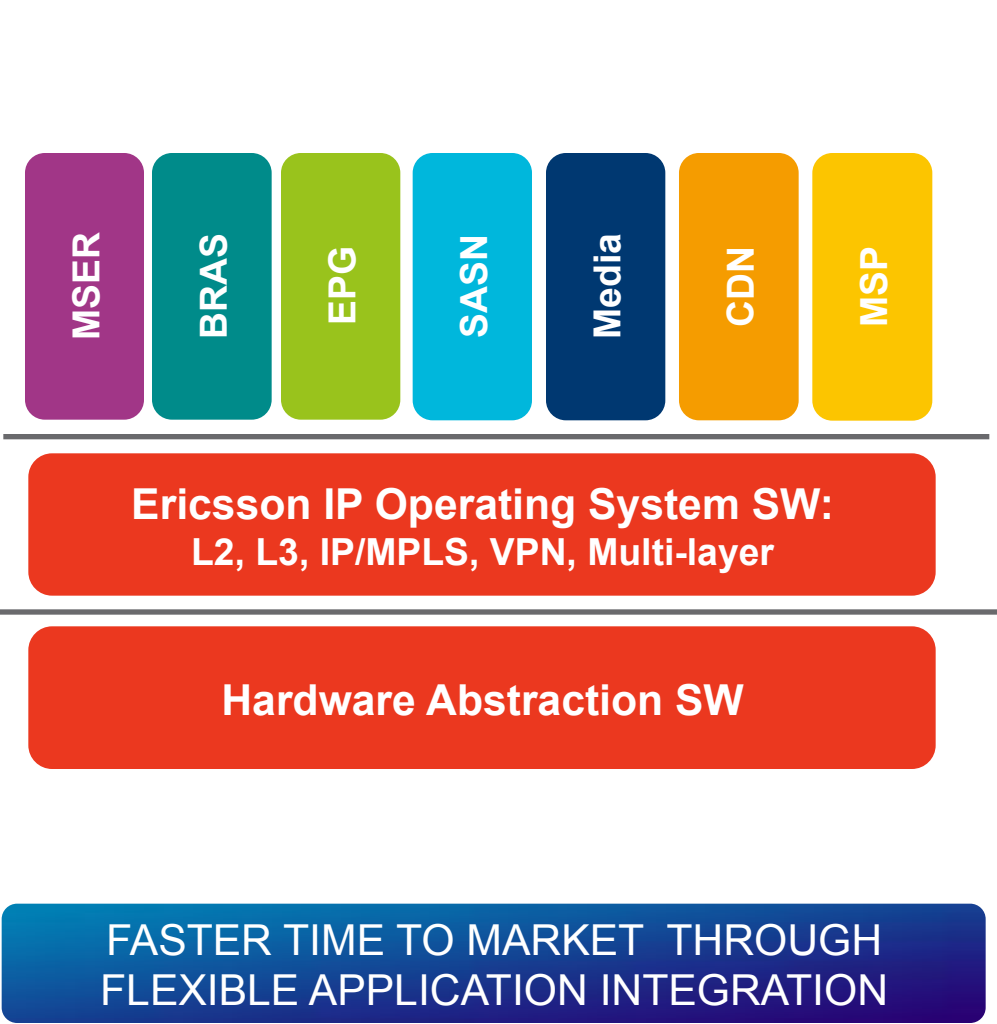 MSER
BRAS
EPG
SASN
Media
CDN
MSP
Ericsson IP Operating System SW:
L2, L3, IP/MPLS, VPN, Multi-layer
Hardware Abstraction SW
FASTER TIME TO MARKET  THROUGH
FLEXIBLE APPLICATION INTEGRATION